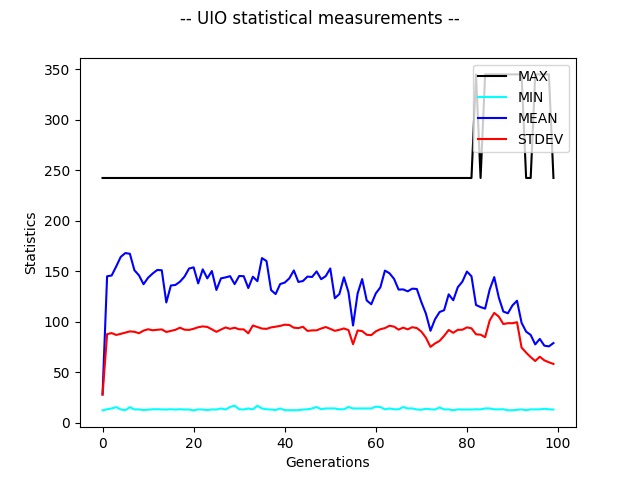 -- UIO statistical measurements --
350
300
250
200
150
100
50
0
Statistics
MAX
MIN
MEAN
STDEV
0 20 40 60 80 100
Generations